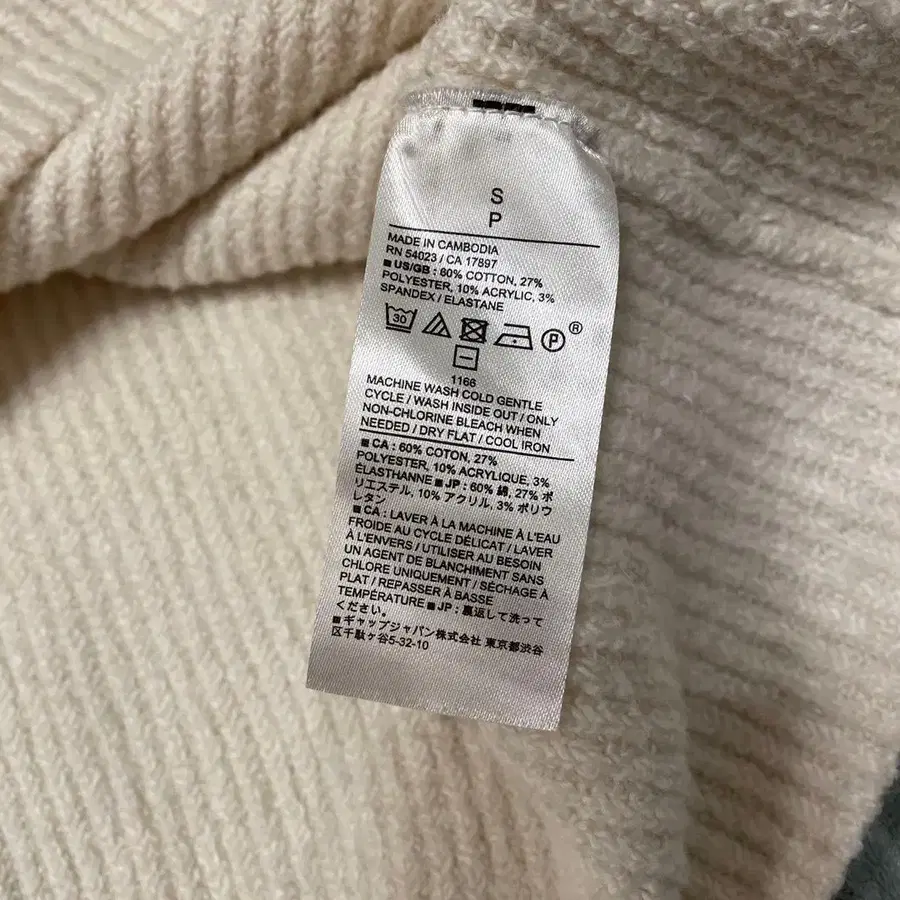 S
P
MADE IN CAMBODIA
RN 54023 / CA 17897
■ US/GB : 60% COTTON, 27%
POLYESTER, 10% ACRYLIC, 3%
SPANDEX / ELASTANE
30 P ®
1166
MACHINE WASH COLD GENTLE
CYCLE / WASH INSIDE OUT / ONLY
NON-CHLORINE BLEACH WHEN
NEEDED / DRY FLAT / COOL IRON
■ CA : 60% COTON, 27%
POLYESTER, 10% ACRYLIQUE, 3%
ÉLASTHANNE ■ JP : 60% 綿, 27% ポ
リエステル, 10% アクリル, 3% ポリウ
レタン
■ CA : LAVER À LA MACHINE À L'EAU
FROIDE AU CYCLE DÉLICAT / LAVER
À L'ENVERS / UTILISER AU BESOIN
UN AGENT DE BLANCHIMENT SANS
CHLORE UNIQUEMENT / SÉCHAGE À
PLAT / REPASSER À BASSE
TEMPÉRATURE ■ JP : 裏返して洗って
ください.
■ ギャップジャパン株式会社 東京都渋谷
区千駄ヶ谷5-32-10